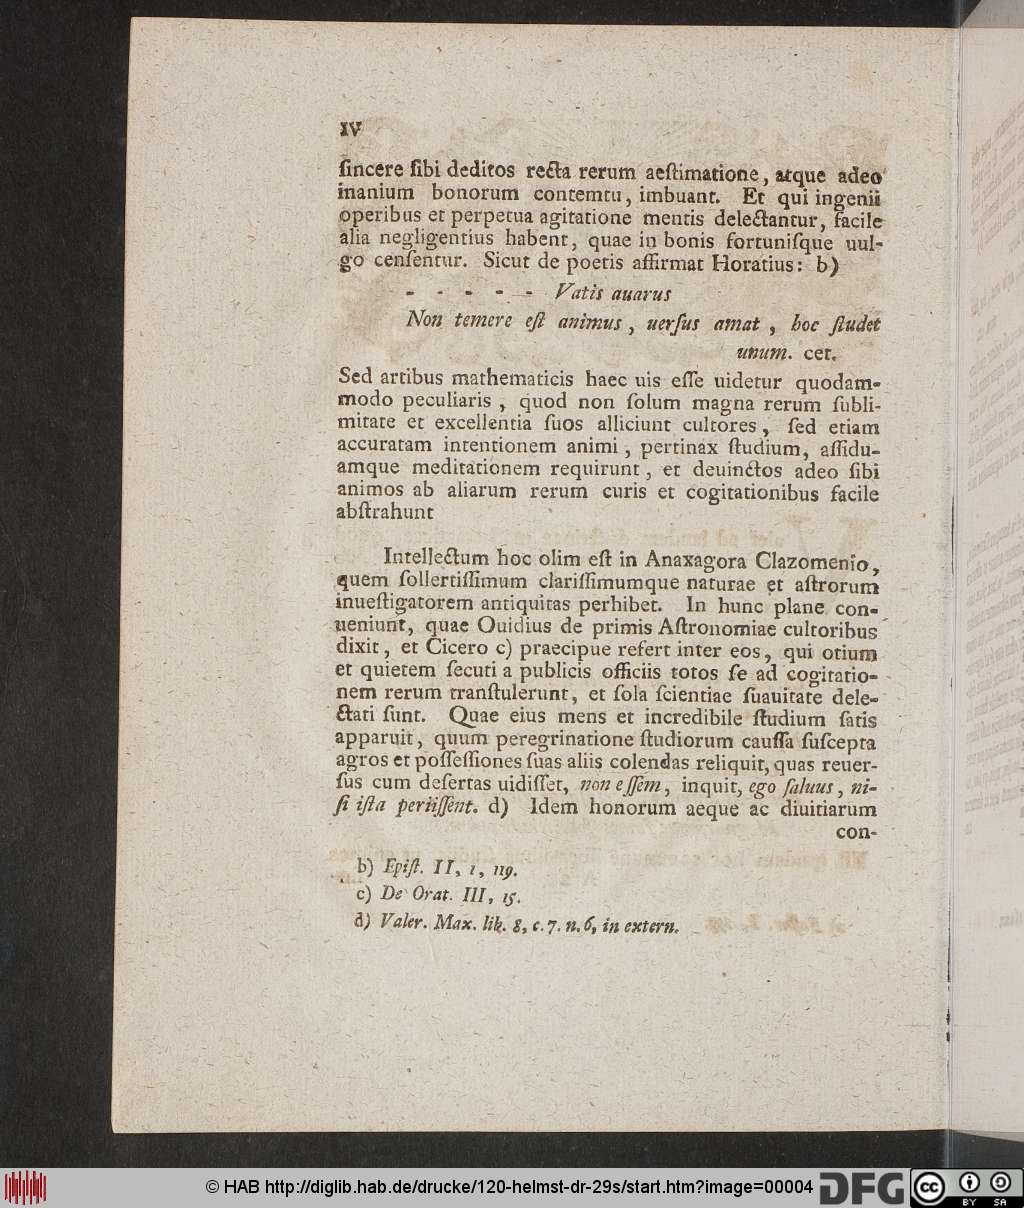 IV
ſincere ſibi deditos recta rerum aeſtimatione, atque adeo
inanium bonorum contemtu, imbuant. Et qui ingenii
operibus et perpetua agitatione mentis delectantur, facile
alia negligentius habent, quae in bonis fortuniſque uul-
go cenſentur. Sicut de poetis affirmat Horatius: b)
- - - - - Vatis auarus
Non temere eſt animus, uerſus amat, hoc ſtudet
unum. cet.
Sed artibus mathematicis haec uis eſſe uidetur quodam-
modo peculiaris, quod non ſolum magna rerum ſubli-
mitate et excellentia ſuos alliciunt cultores, ſed etiam
accuratam intentionem animi, pertinax ſtudium, aſſidu-
amque meditationem requirunt, et deuinctos adeo ſibi
animos ab aliarum rerum curis et cogitationibus facile
abſtrahunt
Intellectum hoc olim eſt in Anaxagora Clazomenio,
quem ſollertiſſimum clariſſimumque naturae et aſtrorum
inueſtigatorem antiquitas perhibet. In hunc plane con-
ueniunt, quae Ouidius de primis Aſtronomiae cultoribus
dixit, et Cicero c) praecipue refert inter eos, qui otium
et quietem ſecuti a publicis officiis totos ſe ad cogitatio-
nem rerum tranſtulerunt, et ſola ſcientiae ſuauitate dele-
ctati ſunt. Quae eius mens et incredibile ſtudium ſatis
apparuit, quum peregrinatione ſtudiorum cauſſa ſuſcepta
agros et poſſeſſiones ſuas aliis colendas reliquit, quas reuer-
ſus cum deſertas uidiſſet, non eſſem, inquit, ego ſaluus, ni-
ſi iſta periiſſent. d) Idem honorum aeque ac diuitiarum
con-
b) Epiſt. II, 1, 119.
c) De Orat. III, 15.
d) Valer. Max. lib. 8, c. 7. n. 6, in extern.
© HAB http://diglib.hab.de/drucke/120-helmst-dr-29s/start.htm?image=00004
DFG
cc BY SA